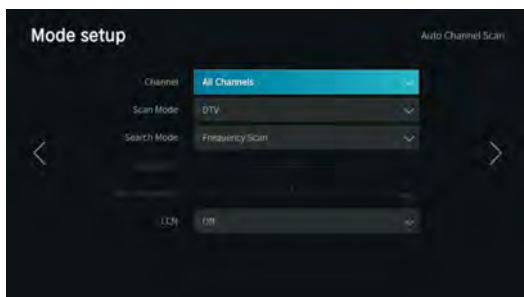 Mode setup
Auto Channel Scan
Channel
All Channels
Scan Mode
DTV
Search Mode
Frequency Scan
LCN
Off